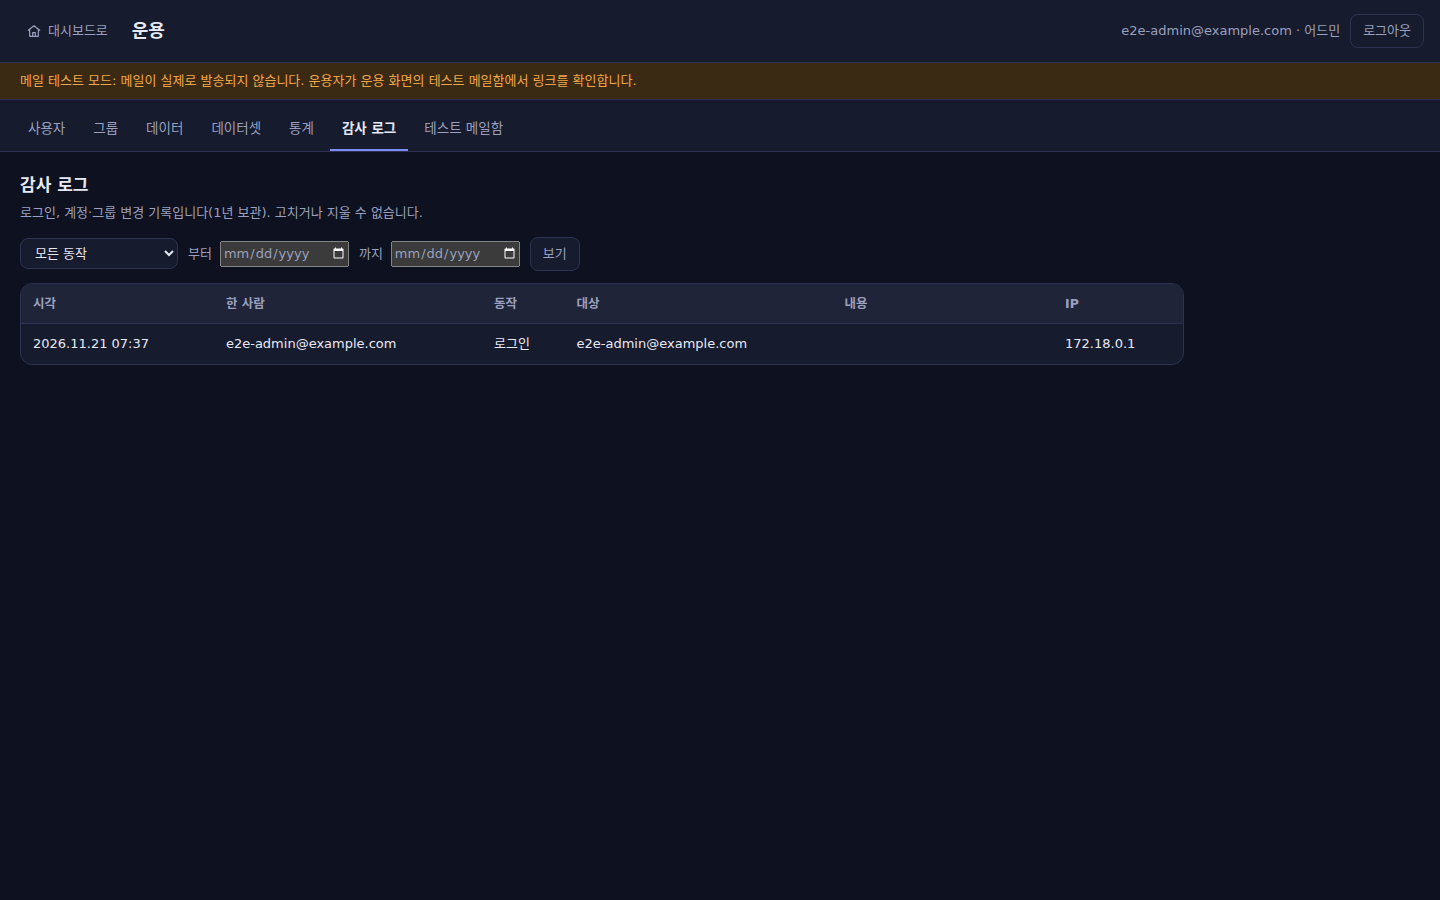 대시보드로 운용 e2e-admin@example.com · 어드민 로그아웃
메일 테스트 모드: 메일이 실제로 발송되지 않습니다. 운용자가 운용 화면의 테스트 메일함에서 링크를 확인합니다.
사용자 그룹 데이터 데이터셋 통계 감사 로그 테스트 메일함
감사 로그
로그인, 계정·그룹 변경 기록입니다(1년 보관). 고치거나 지울 수 없습니다.
모든 동작 부터 mm/dd/yyyy 까지 mm/dd/yyyy 보기
시각 한 사람 동작 대상 내용 IP
2026.11.21 07:37 e2e-admin@example.com 로그인 e2e-admin@example.com 172.18.0.1